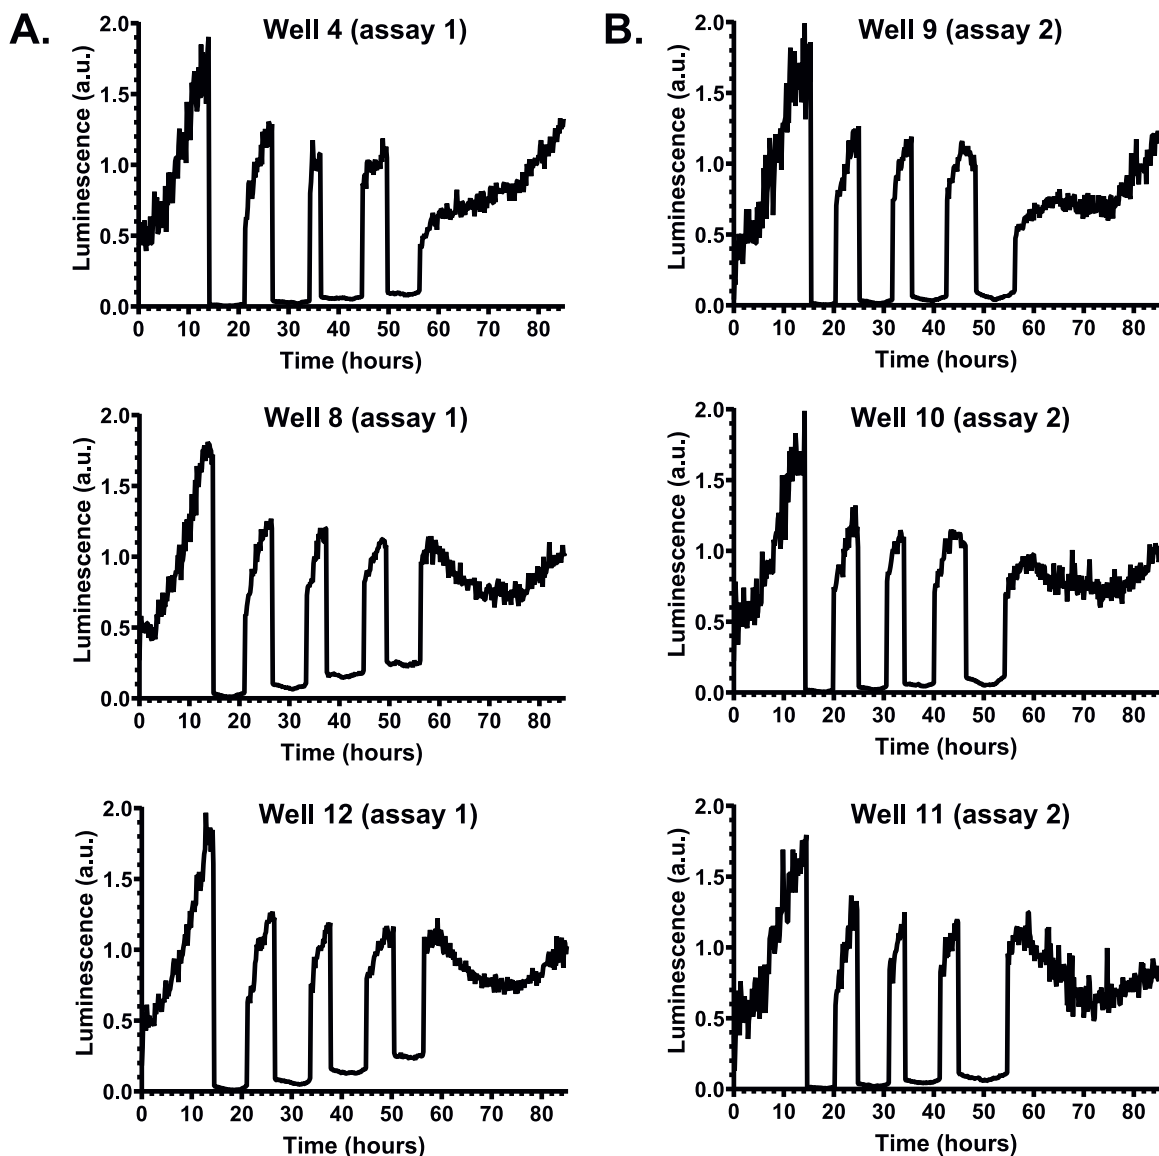 A.
Well 4 (assay 1)
Luminescence (a.u.)
2.0
1.5
1.0
0.5
0.0
0 10 20 30 40 50 60 70 80
Time (hours)
B.
Well 9 (assay 2)
Luminescence (a.u.)
2.0
1.5
1.0
0.5
0.0
0 10 20 30 40 50 60 70 80
Time (hours)
Well 8 (assay 1)
Luminescence (a.u.)
2.0
1.5
1.0
0.5
0.0
0 10 20 30 40 50 60 70 80
Time (hours)
Well 10 (assay 2)
Luminescence (a.u.)
2.0
1.5
1.0
0.5
0.0
0 10 20 30 40 50 60 70 80
Time (hours)
Well 12 (assay 1)
Luminescence (a.u.)
2.0
1.5
1.0
0.5
0.0
0 10 20 30 40 50 60 70 80
Time (hours)
Well 11 (assay 2)
Luminescence (a.u.)
2.0
1.5
1.0
0.5
0.0
0 10 20 30 40 50 60 70 80
Time (hours)